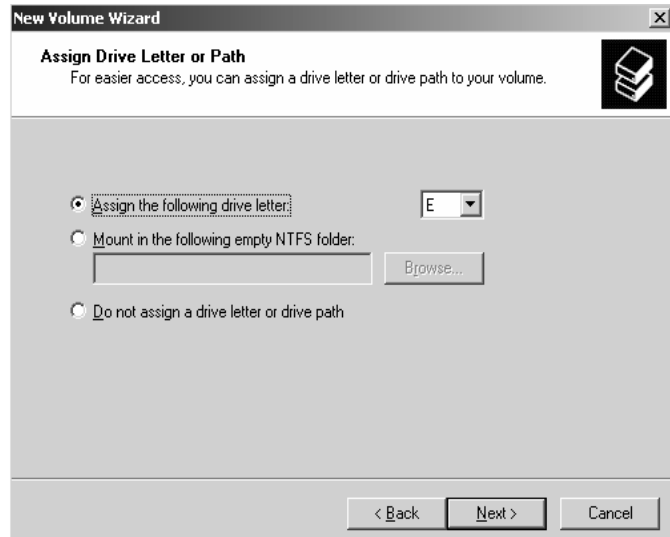 New Volume Wizard
Assign Drive Letter or Path
For easier access, you can assign a drive letter or drive path to your volume.
Assign the following drive letter:
E
Mount in the following empty NTFS folder:
Browse...
Do not assign a drive letter or drive path
< Back
Next >
Cancel